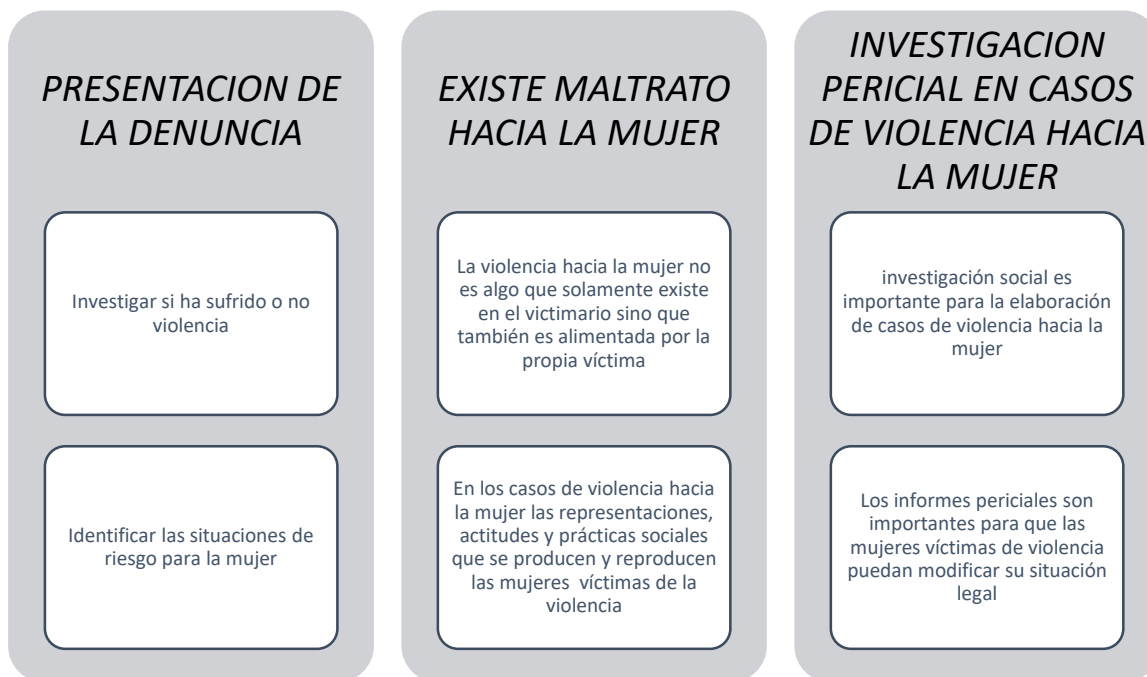 PRESENTACION DE
LA DENUNCIA
Investigar si ha sufrido o no
violencia
Identificar las situaciones de
riesgo para la mujer
EXISTE MALTRATO
HACIA LA MUJER
La violencia hacia la mujer no
es algo que solamente existe
en el victimario sino que
también es alimentada por la
propia víctima
En los casos de violencia hacia
la mujer las representaciones,
actitudes y prácticas sociales
que se producen y reproducen
las mujeres víctimas de la
violencia
INVESTIGACION
PERICIAL EN CASOS
DE VIOLENCIA HACIA
LA MUJER
investigación social es
importante para la elaboración
de casos de violencia hacia la
mujer
Los informes periciales son
importantes para que las
mujeres víctimas de violencia
puedan modificar su situación
legal